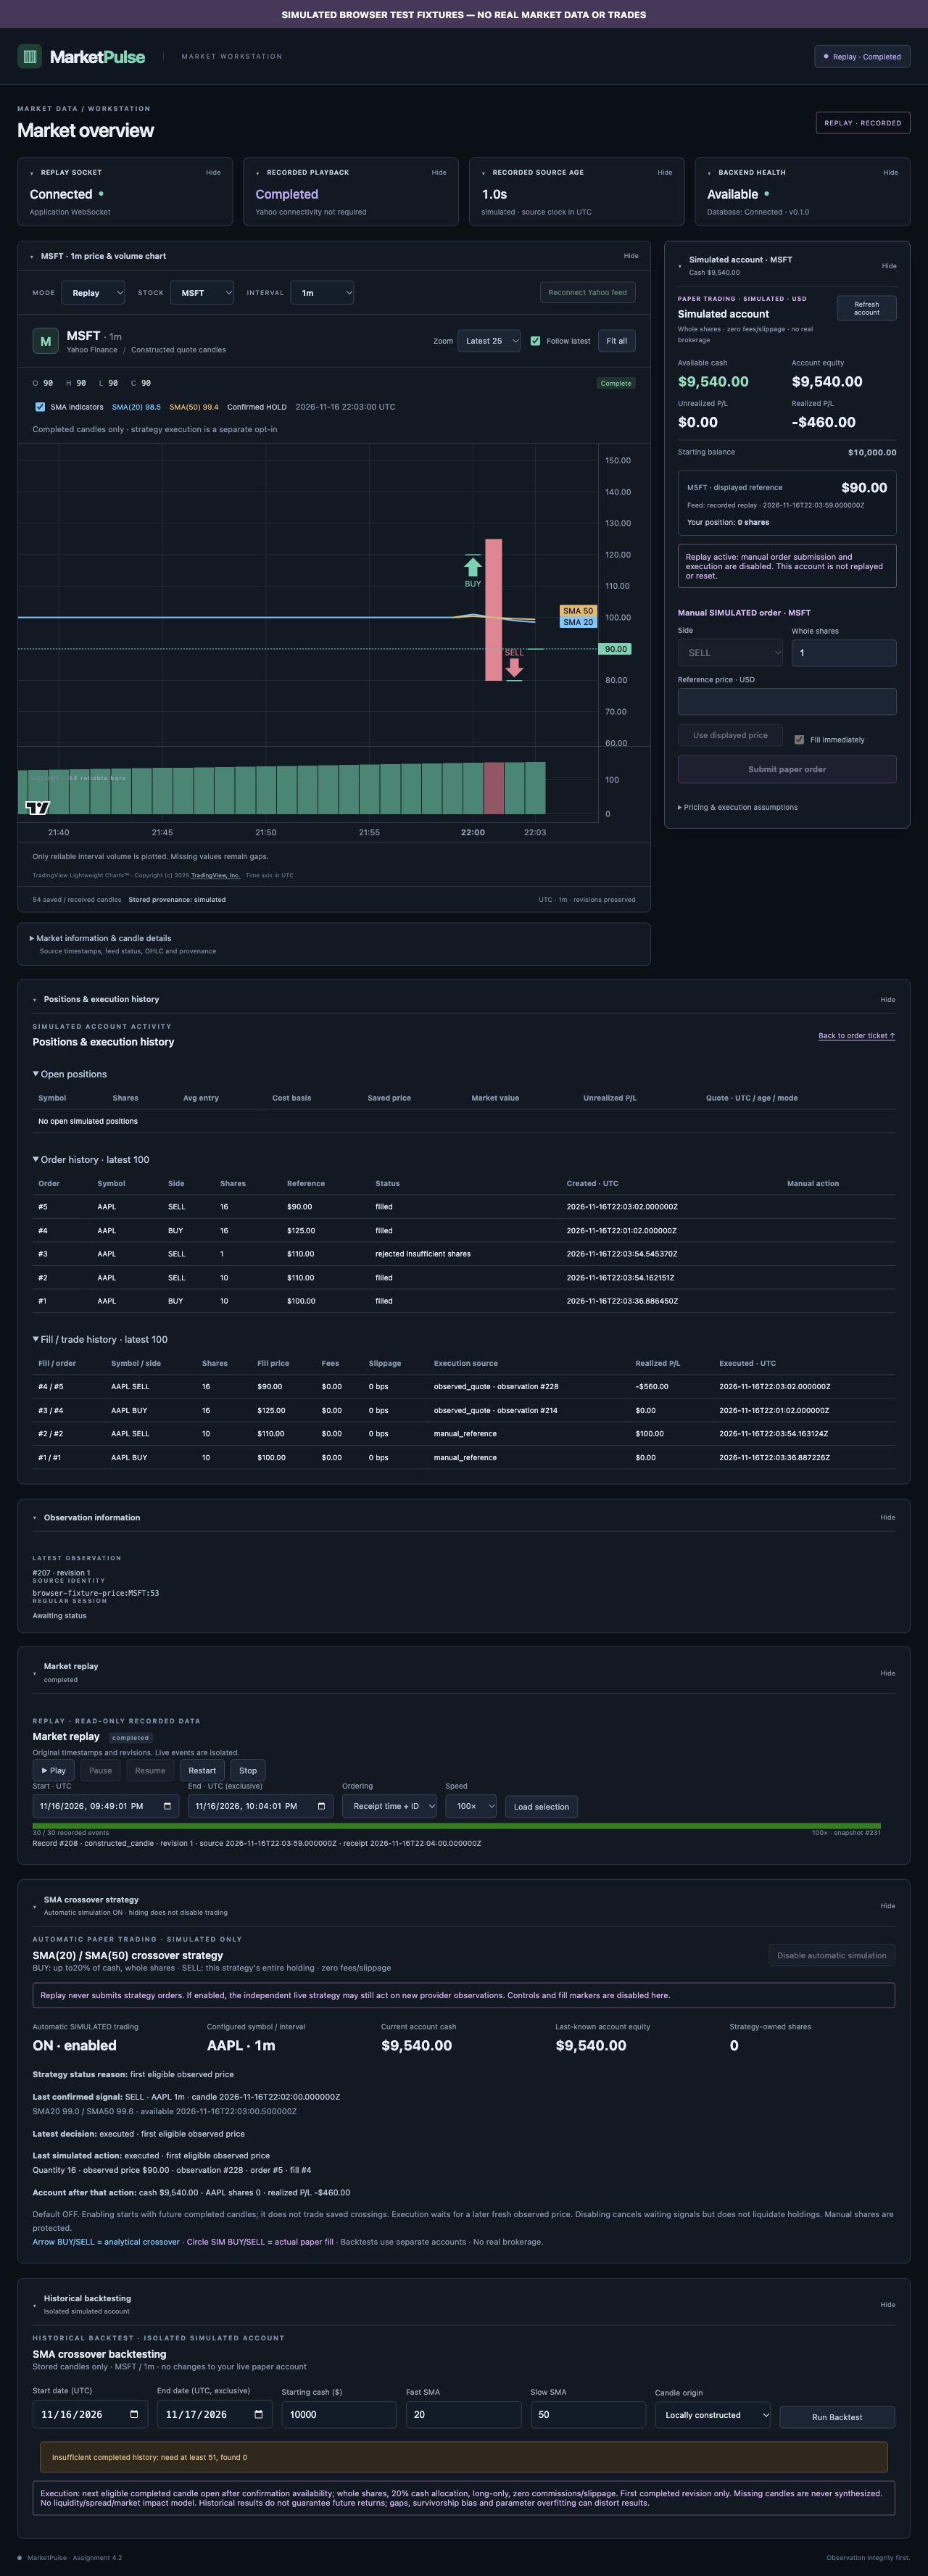 SIMULATED BROWSER TEST FIXTURES — NO REAL MARKET DATA OR TRADES
MarketPulse
MARKET WORKSTATION
Replay · Completed
MARKET DATA / WORKSTATION
Market overview
REPLAY · RECORDED
REPLAY SOCKET Hide
Connected
Application WebSocket
RECORDED PLAYBACK Hide
Completed
Yahoo connectivity not required
RECORDED SOURCE AGE Hide
1.0s
simulated · source clock in UTC
BACKEND HEALTH Hide
Available
Database: Connected · v0.1.0
MSFT · 1m price & volume chart Hide
MODE Replay STOCK MSFT INTERVAL 1m Reconnect Yahoo feed
M
MSFT · 1m
Yahoo Finance / Constructed quote candles
Zoom Latest 25 Follow latest Fit all
O 90 H 90 L 90 C 90 Complete
SMA indicators SMA(20) 98.5 SMA(50) 99.4 Confirmed HOLD 2026-11-16 22:03:00 UTC
Completed candles only · strategy execution is a separate opt-in
150.00
140.00
130.00
120.00
110.00
100.00
90.00
80.00
70.00
60.00
BUY
SELL
SMA 50
SMA 20
54 reliable bars
100
0
21:40 21:45 21:50 21:55 22:00 22:03
Only reliable interval volume is plotted. Missing values remain gaps.
TradingView Lightweight Charts™ · Copyright (c) 2025 TradingView, Inc. · Time axis in UTC
54 saved / received candles Stored provenance: simulated UTC · 1m · revisions preserved
Market information & candle details
Source timestamps, feed status, OHLC and provenance
Simulated account · MSFT
Cash $9,540.00
Hide
PAPER TRADING · SIMULATED · USD
Simulated account
Refresh account
Whole shares · zero fees/slippage · no real
brokerage
Available cash Account equity
$9,540.00 $9,540.00
Unrealized P/L Realized P/L
$0.00 -$460.00
Starting balance $10,000.00
MSFT · displayed reference $90.00
Feed: recorded replay · 2026-11-16T22:03:59.000000Z
Your position: 0 shares
Replay active: manual order submission and
execution are disabled. This account is not replayed
or reset.
Manual SIMULATED order · MSFT
Side Whole shares
SELL 1
Reference price · USD
Use displayed price Fill immediately
Submit paper order
Pricing & execution assumptions
Positions & execution history Hide
SIMULATED ACCOUNT ACTIVITY
Positions & execution history
Back to order ticket ↑
Open positions
Symbol Shares Avg entry Cost basis Saved price Market value Unrealized P/L Quote · UTC / age / mode
No open simulated positions
Order history · latest 100
Order Symbol Side Shares Reference Status Created · UTC Manual action
#5 AAPL SELL 16 $90.00 filled 2026-11-16T22:03:02.000000Z
#4 AAPL BUY 16 $125.00 filled 2026-11-16T22:01:02.000000Z
#3 AAPL SELL 1 $110.00 rejected insufficient shares 2026-11-16T22:03:54.545370Z
#2 AAPL SELL 10 $110.00 filled 2026-11-16T22:03:54.162151Z
#1 AAPL BUY 10 $100.00 filled 2026-11-16T22:03:36.886450Z
Fill / trade history · latest 100
Fill / order Symbol / side Shares Fill price Fees Slippage Execution source Realized P/L Executed · UTC
#4 / #5 AAPL SELL 16 $90.00 $0.00 0 bps observed_quote · observation #228 -$560.00 2026-11-16T22:03:02.000000Z
#3 / #4 AAPL BUY 16 $125.00 $0.00 0 bps observed_quote · observation #214 $0.00 2026-11-16T22:01:02.000000Z
#2 / #2 AAPL SELL 10 $110.00 $0.00 0 bps manual_reference $100.00 2026-11-16T22:03:54.163124Z
#1 / #1 AAPL BUY 10 $100.00 $0.00 0 bps manual_reference $0.00 2026-11-16T22:03:36.887226Z
Observation information Hide
LATEST OBSERVATION
#207 · revision 1
SOURCE IDENTITY
browser-fixture-price:MSFT:53
REGULAR SESSION
Awaiting status
Market replay
completed
Hide
REPLAY · READ-ONLY RECORDED DATA
Market replay completed
Original timestamps and revisions. Live events are isolated.
Play Pause Resume Restart Stop
Start · UTC End · UTC (exclusive) Ordering Speed
11/16/2026, 09:49:01 PM 11/16/2026, 10:04:01 PM Receipt time + ID 100× Load selection
30 / 30 recorded events 100× · snapshot #231
Record #208 · constructed_candle · revision 1 · source 2026-11-16T22:03:59.000000Z · receipt 2026-11-16T22:04:00.000000Z
SMA crossover strategy
Automatic simulation ON · hiding does not disable trading
Hide
AUTOMATIC PAPER TRADING · SIMULATED ONLY
SMA(20) / SMA(50) crossover strategy
Disable automatic simulation
BUY: up to20% of cash, whole shares · SELL: this strategy's entire holding · zero fees/slippage
Replay never submits strategy orders. If enabled, the independent live strategy may still act on new provider observations. Controls and fill markers are disabled here.
Automatic SIMULATED trading Configured symbol / interval Current account cash Last-known account equity Strategy-owned shares
ON · enabled AAPL · 1m $9,540.00 $9,540.00 0
Strategy status reason: first eligible observed price
Last confirmed signal: SELL · AAPL 1m · candle 2026-11-16T22:02:00.000000Z
SMA20 99.0 / SMA50 99.6 · available 2026-11-16T22:03:00.500000Z
Latest decision: executed · first eligible observed price
Last simulated action: executed · first eligible observed price
Quantity 16 · observed price $90.00 · observation #228 · order #5 · fill #4
Account after that action: cash $9,540.00 · AAPL shares 0 · realized P/L -$460.00
Default OFF. Enabling starts with future completed candles; it does not trade saved crossings. Execution waits for a later fresh observed price. Disabling cancels waiting signals but does not liquidate holdings. Manual shares are
protected.
Arrow BUY/SELL = analytical crossover · Circle SIM BUY/SELL = actual paper fill · Backtests use separate accounts · No real brokerage.
Historical backtesting
Isolated simulated account
Hide
HISTORICAL BACKTEST · ISOLATED SIMULATED ACCOUNT
SMA crossover backtesting
Stored candles only · MSFT / 1m · no changes to your live paper account
Start date (UTC) End date (UTC, exclusive) Starting cash ($) Fast SMA Slow SMA Candle origin
11/16/2026 11/17/2026 10000 20 50 Locally constructed Run Backtest
Insufficient completed history: need at least 51, found 0
Execution: next eligible completed candle open after confirmation availability; whole shares, 20% cash allocation, long-only, zero commissions/slippage. First completed revision only. Missing candles are never synthesized.
No liquidity/spread/market impact model. Historical results do not guarantee future returns; gaps, survivorship bias and parameter overfitting can distort results.
MarketPulse · Assignment 4.2 Observation integrity first.